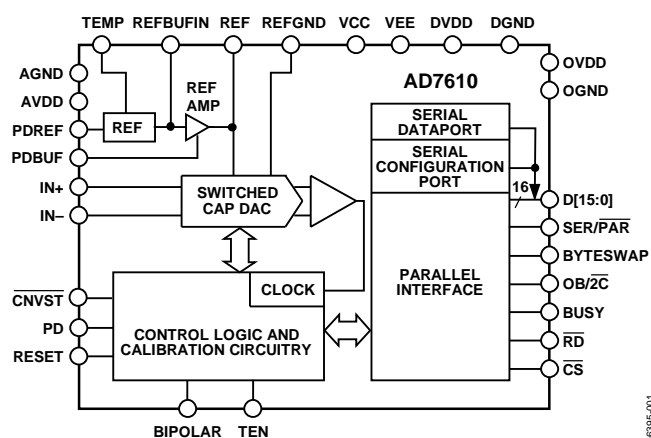 TEMP REFBUFIN REF REFGND VCC VEE DVDD DGND
AGND
AVDD
PDREF
PDBUF
IN+
IN–
CNVST
PD
RESET
REF
REF
AMP
SWITCHED
CAP DAC
CLOCK
CONTROL LOGIC AND
CALIBRATION CIRCUITRY
AD7610
SERIAL
DATAPORT
SERIAL
CONFIGURATION
PORT
PARALLEL
INTERFACE
16
OVDD
OGND
D[15:0]
SER/PAR
BYTESWAP
OB/2C
BUSY
RD
CS
BIPOLAR TEN
6395-001